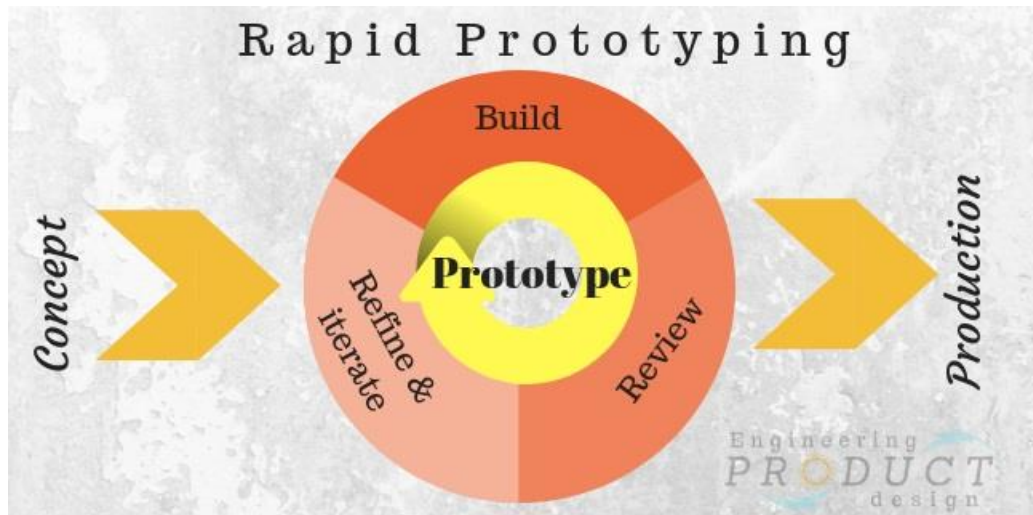 Rapid Prototyping
Concept
Build
Prototype
Refine &
iterate
Review
Production
Engineering
PRODUCT
design